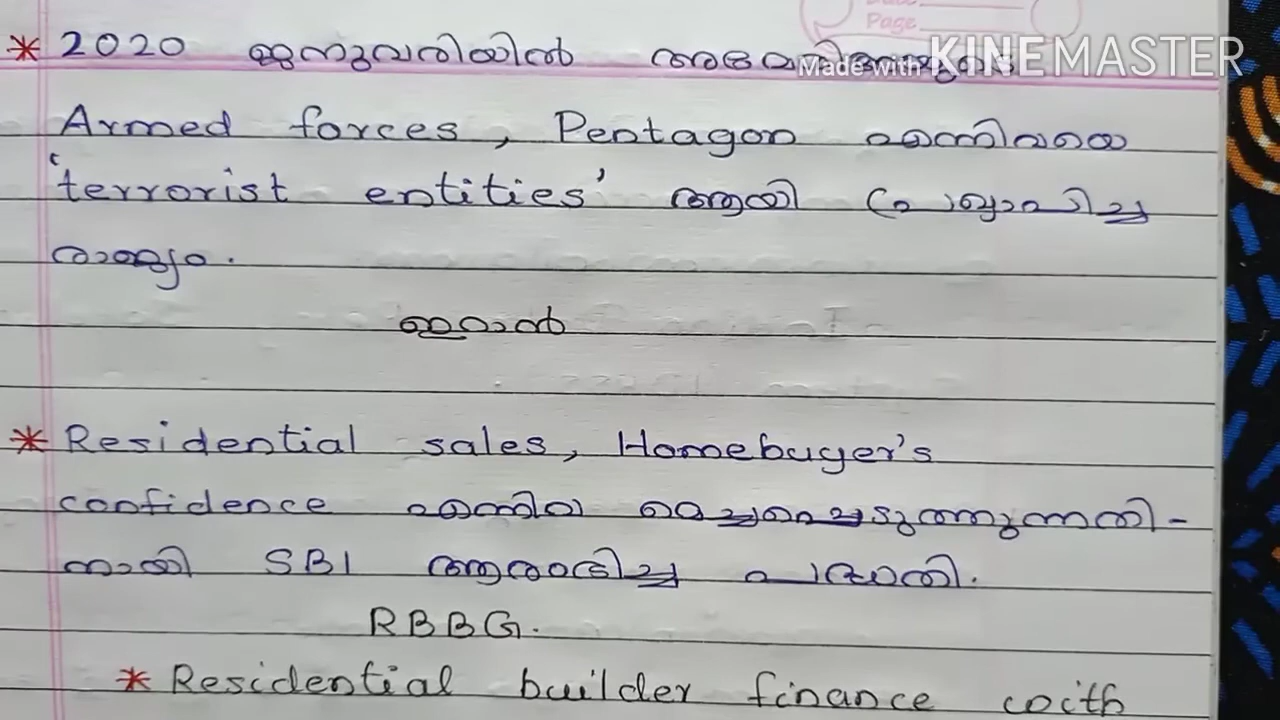 Page
Made with KINEMASTER
* 2020 ജനുവരിയിൽ അമേരിക്കയുടെ
Armed forces, Pentagon എന്നിവയെ
'terrorist entities' ആയി പ്രഖ്യാപിച്ച
രാജ്യം.
ഇറാൻ
* Residential sales, Homebuyer's
confidence എന്നിവ മെച്ചപ്പെടുത്തുന്നതി-
നായി SBI ആരംഭിച്ച പദ്ധതി.
RBBG.
* Residential builder finance with